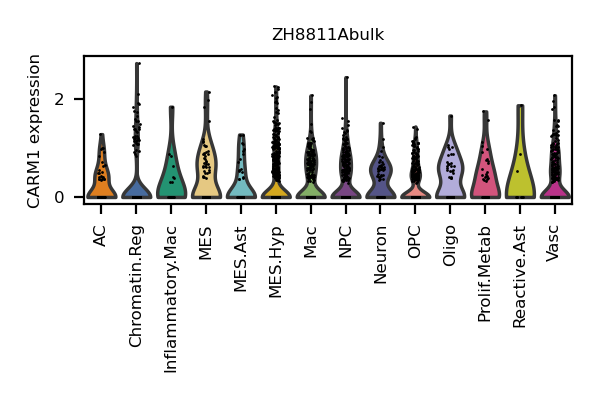 ZH8811Abulk
CARM1 expression
2
0
AC
Chromatin.Reg
Inflammatory.Mac
MES
MES.Ast
MES.Hyp
Mac
NPC
Neuron
OPC
Oligo
Prolif.Metab
Reactive.Ast
Vasc